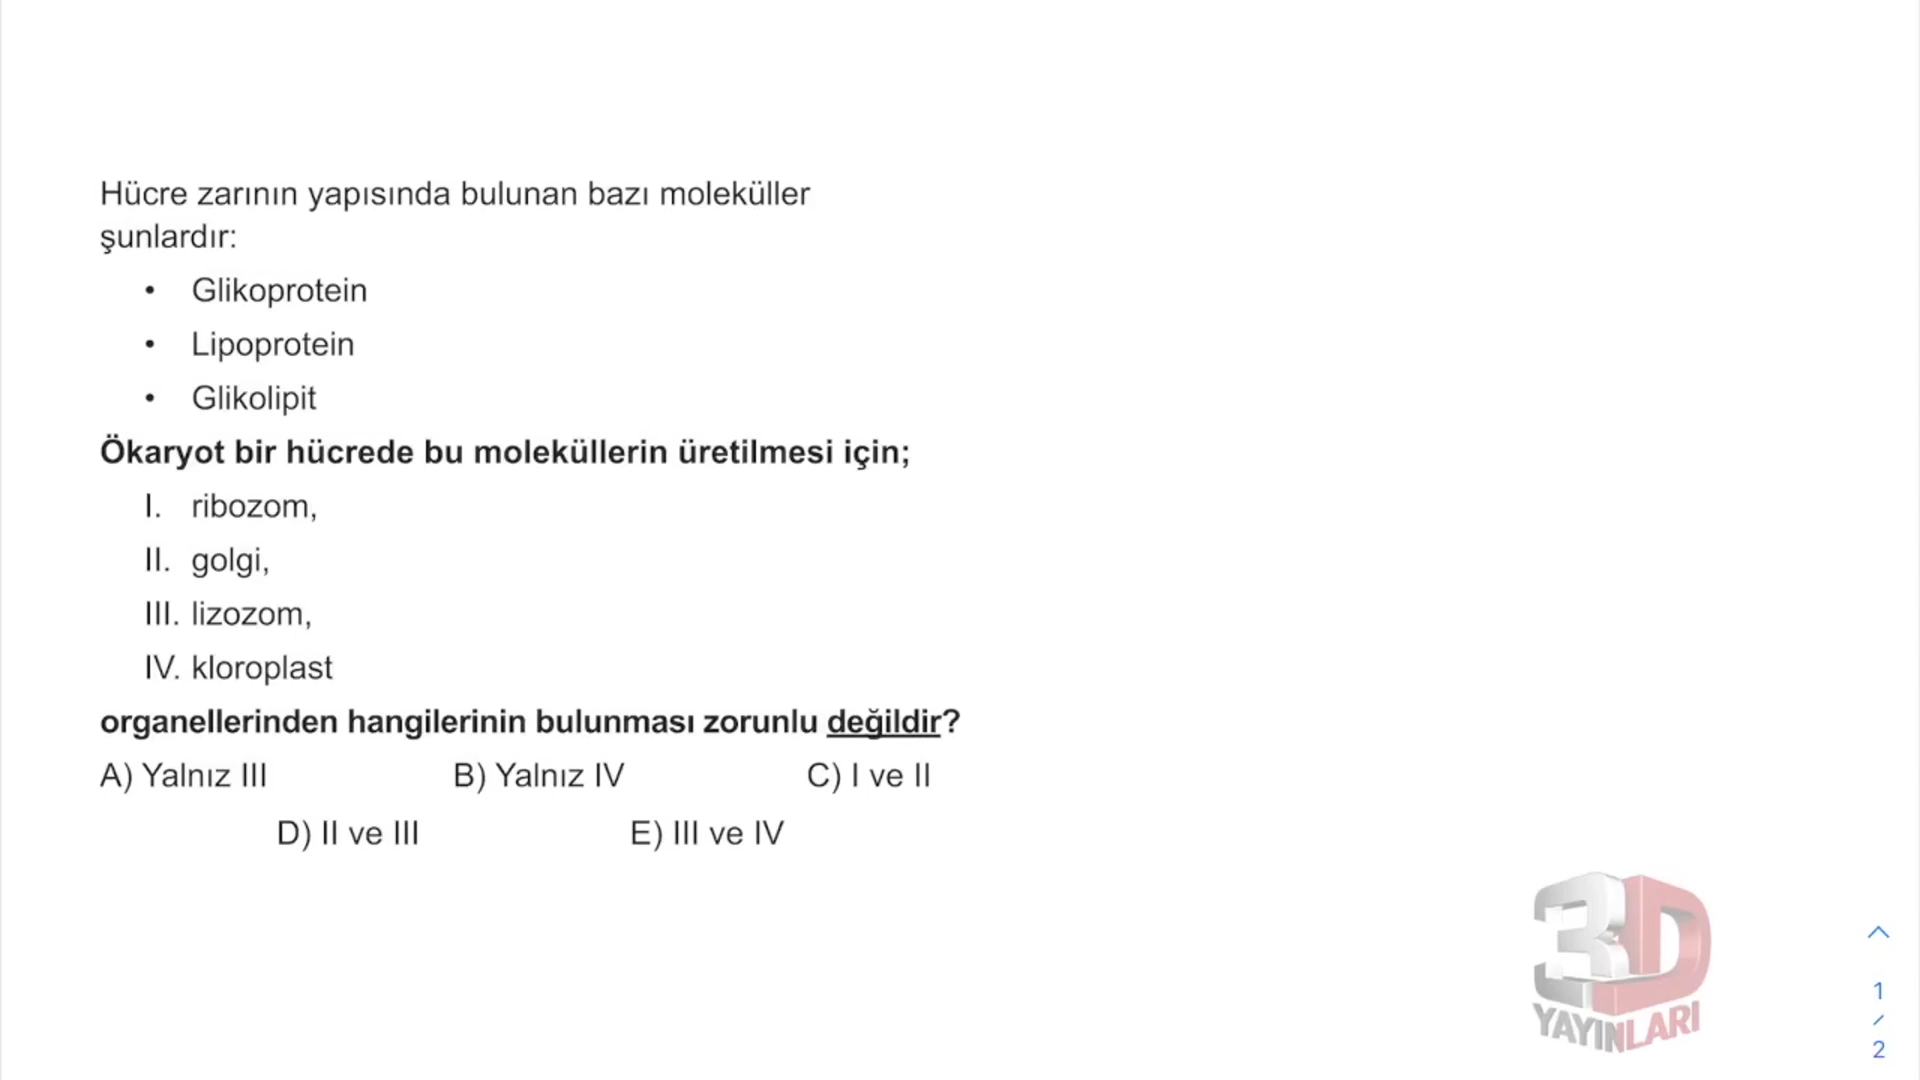 Hücre zarının yapısında bulunan bazı moleküller
şunlardır:
• Glikoprotein
• Lipoprotein
• Glikolipit
Ökaryot bir hücrede bu moleküllerin üretilmesi için;
I. ribozom,
II. golgi,
III. lizozom,
IV. kloroplast
organellerinden hangilerinin bulunması zorunlu değildir?
A) Yalnız III B) Yalnız IV C) I ve II
D) II ve III E) III ve IV
3D
YAYINLARI
1
/
2